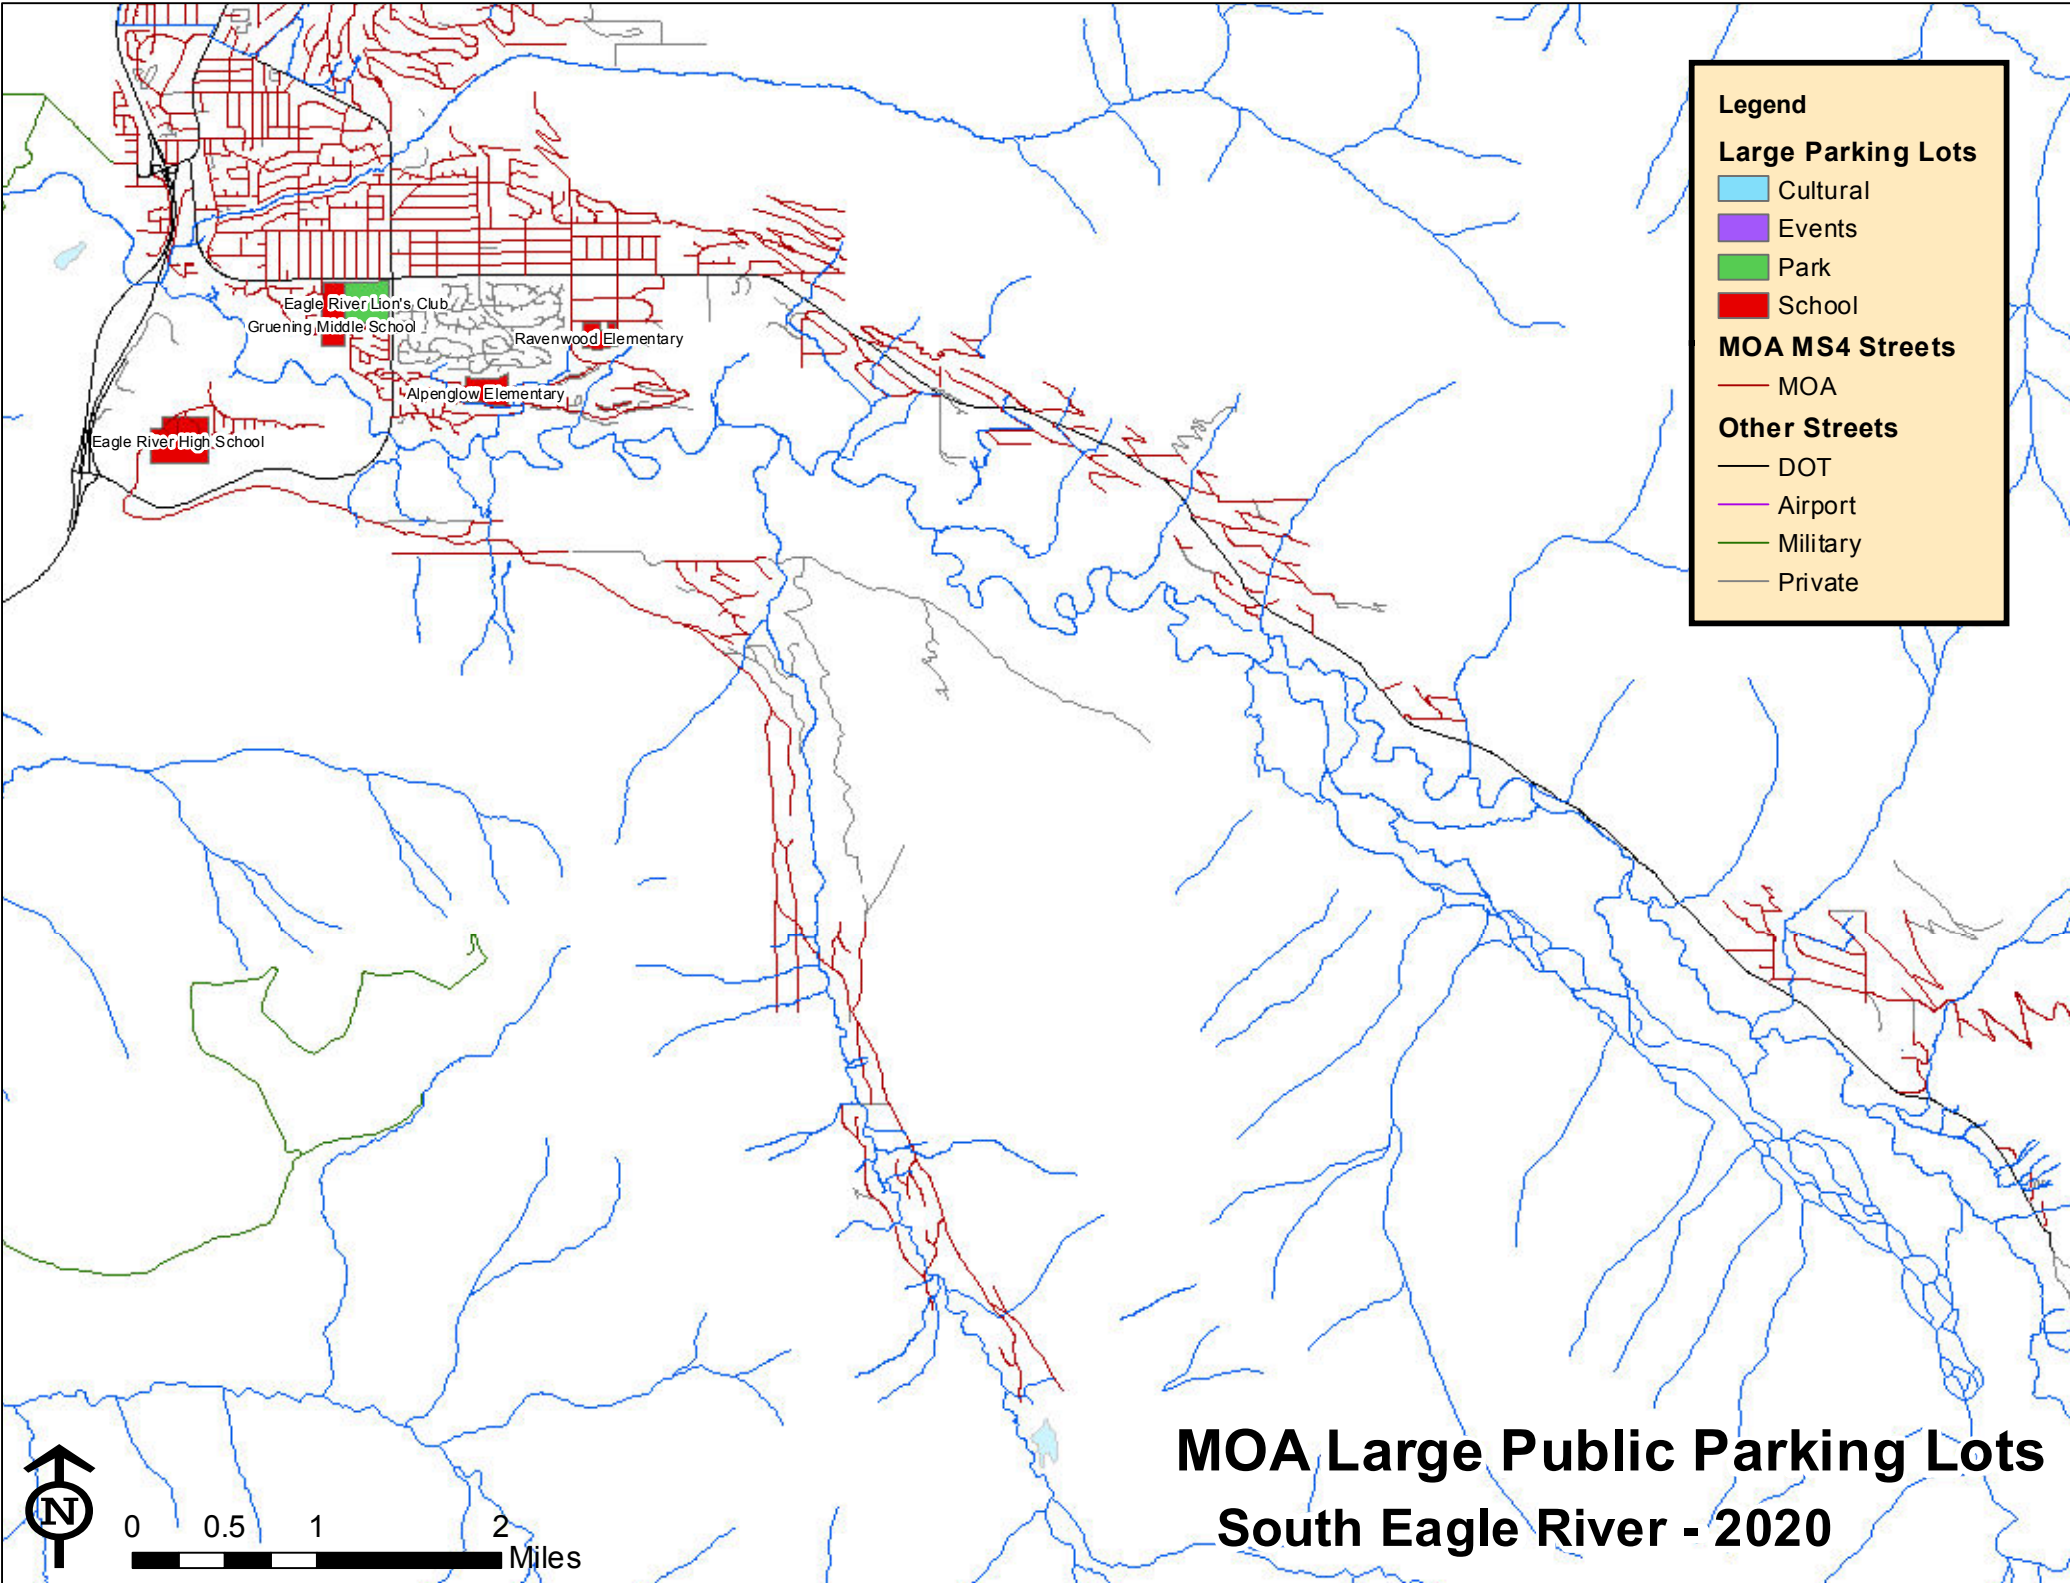 Legend
Large Parking Lots
Cultural
Events
Park
School
MOA MS4 Streets
MOA
Other Streets
DOT
Airport
Military
Private
Eagle River Lion's Club
Gruening Middle School
Ravenwood Elementary
Alpenglow Elementary
Eagle River High School
MOA Large Public Parking Lots
South Eagle River - 2020
N
0 0.5 1 2
Miles